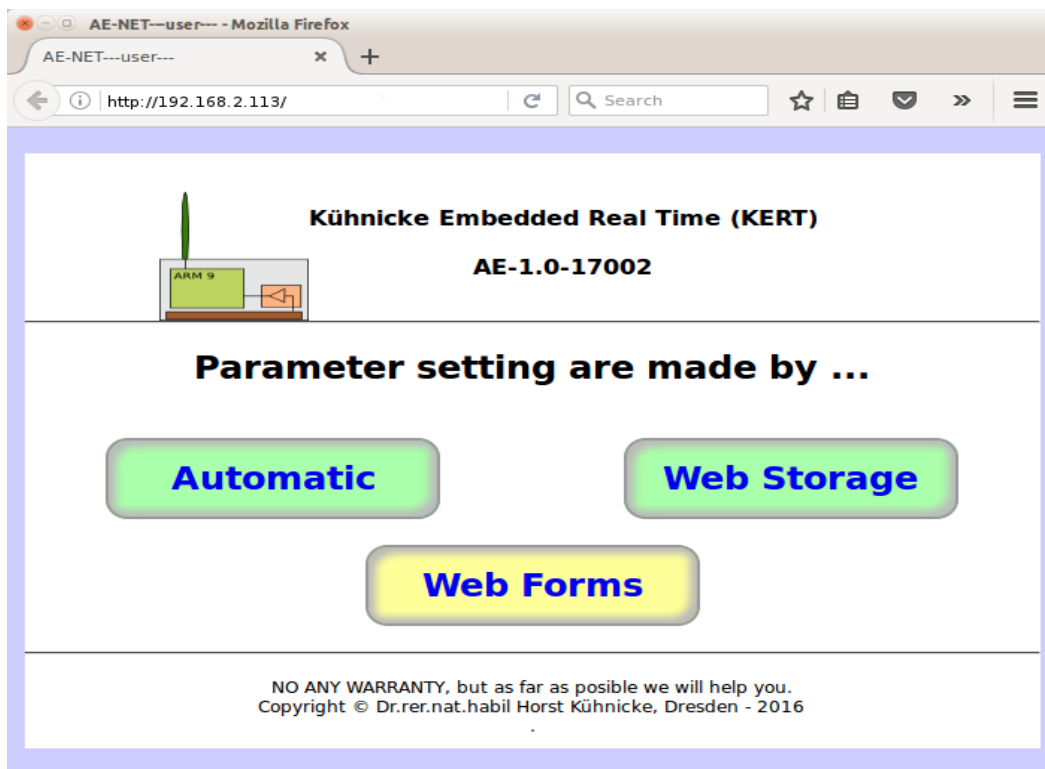 AE-NET---user--- - Mozilla Firefox
AE-NET---user---
http://192.168.2.113/
Search
Kühnicke Embedded Real Time (KERT)
AE-1.0-17002
ARM 9
Parameter setting are made by ...
Automatic
Web Storage
Web Forms
NO ANY WARRANTY, but as far as posible we will help you.
Copyright © Dr.rer.nat.habil Horst Kühnicke, Dresden - 2016
.